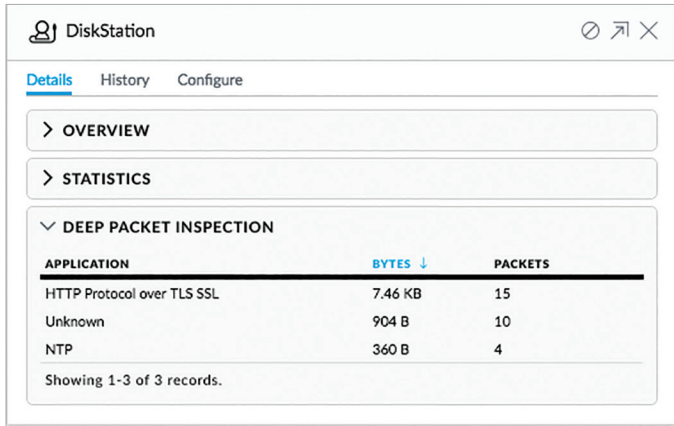 DiskStation
Details History Configure
OVERVIEW
STATISTICS
DEEP PACKET INSPECTION
APPLICATION BYTES ↓ PACKETS
HTTP Protocol over TLS SSL 7.46 KB 15
Unknown 904 B 10
NTP 360 B 4
Showing 1-3 of 3 records.